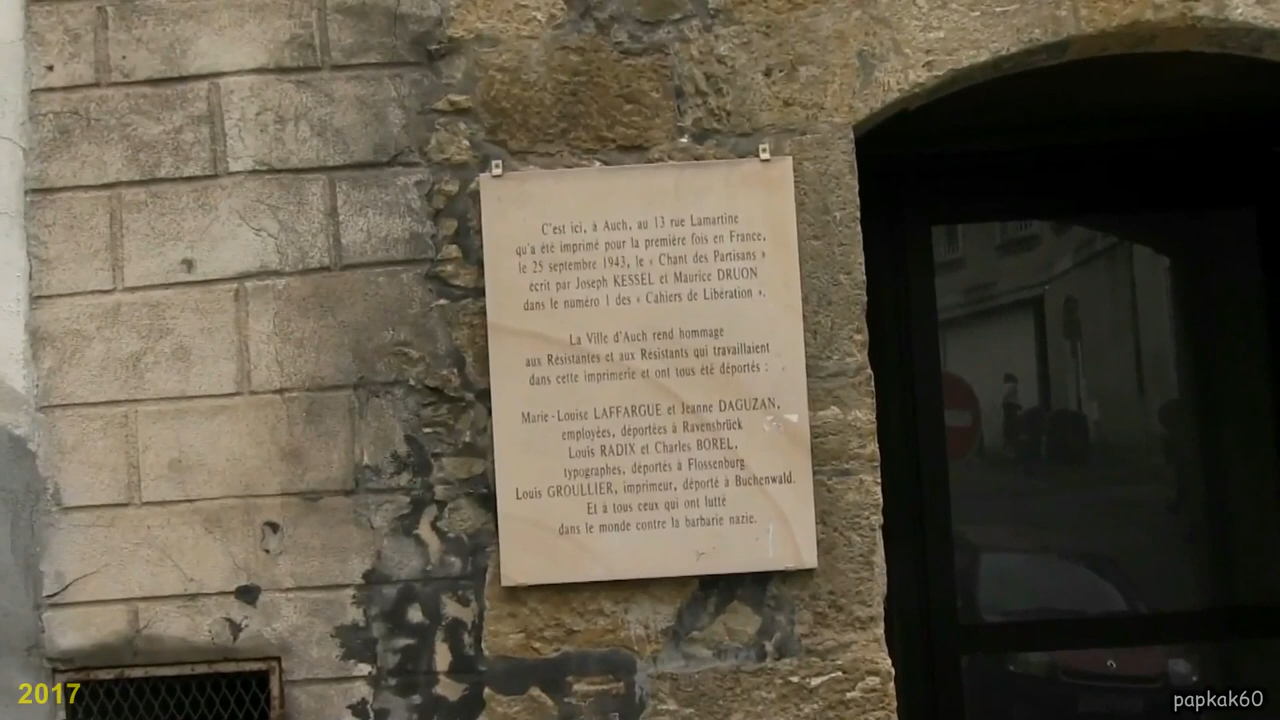 C'est ici, à Auch, au 13 rue Lamartine
qu'a été imprimé pour la première fois en France,
le 25 septembre 1943, le « Chant des Partisans »
écrit par Joseph KESSEL et Maurice DRUON
dans le numéro 1 des « Cahiers de Libération ».
La Ville d'Auch rend hommage
aux Résistantes et aux Résistants qui travaillaient
dans cette imprimerie et ont tous été déportés :
Marie-Louise LAFFARGUE et Jeanne DAGUZAN,
employées, déportées à Ravensbrück
Louis RADIX et Charles BOREL,
typographes, déportés à Flossenburg
Louis GROULLIER, imprimeur, déporté à Buchenwald.
Et à tous ceux qui ont lutté
dans le monde contre la barbarie nazie.
2017
papkak60